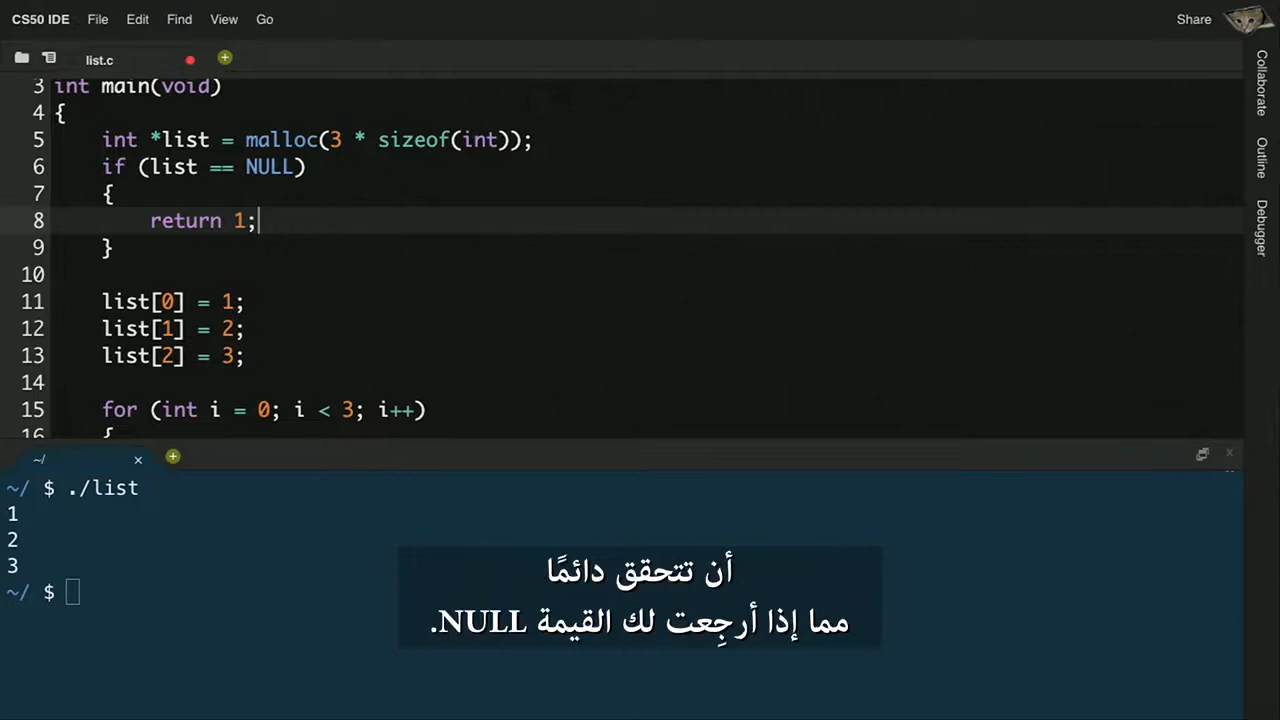 CS50 IDE File Edit Find View Go Share
list.c
3 int main(void)
4 {
5     int *list = malloc(3 * sizeof(int));
6     if (list == NULL)
7     {
8         return 1;
9     }
10
11     list[0] = 1;
12     list[1] = 2;
13     list[2] = 3;
14
15     for (int i = 0; i < 3; i++)
16     {
~/
~/ $ ./list
1
2
3
~/ $
أن تتحقق دائمًا
مما إذا أرجِعت لك القيمة NULL.
Collaborate
Outline
Debugger